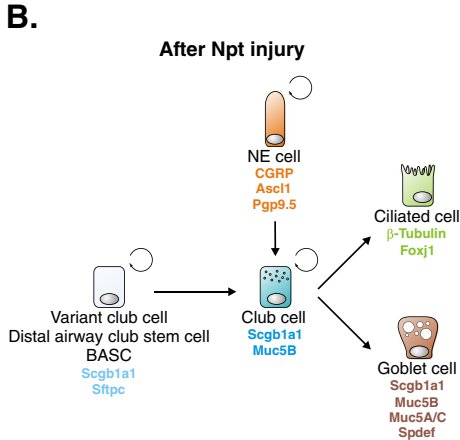 B.
After Npt injury
NE cell
CGRP
Ascl1
Pgp9.5
Ciliated cell
β-Tubulin
Foxj1
Variant club cell
Distal airway club stem cell
BASC
Scgb1a1
Sftpc
Club cell
Scgb1a1
Muc5B
Goblet cell
Scgb1a1
Muc5B
Muc5A/C
Spdef